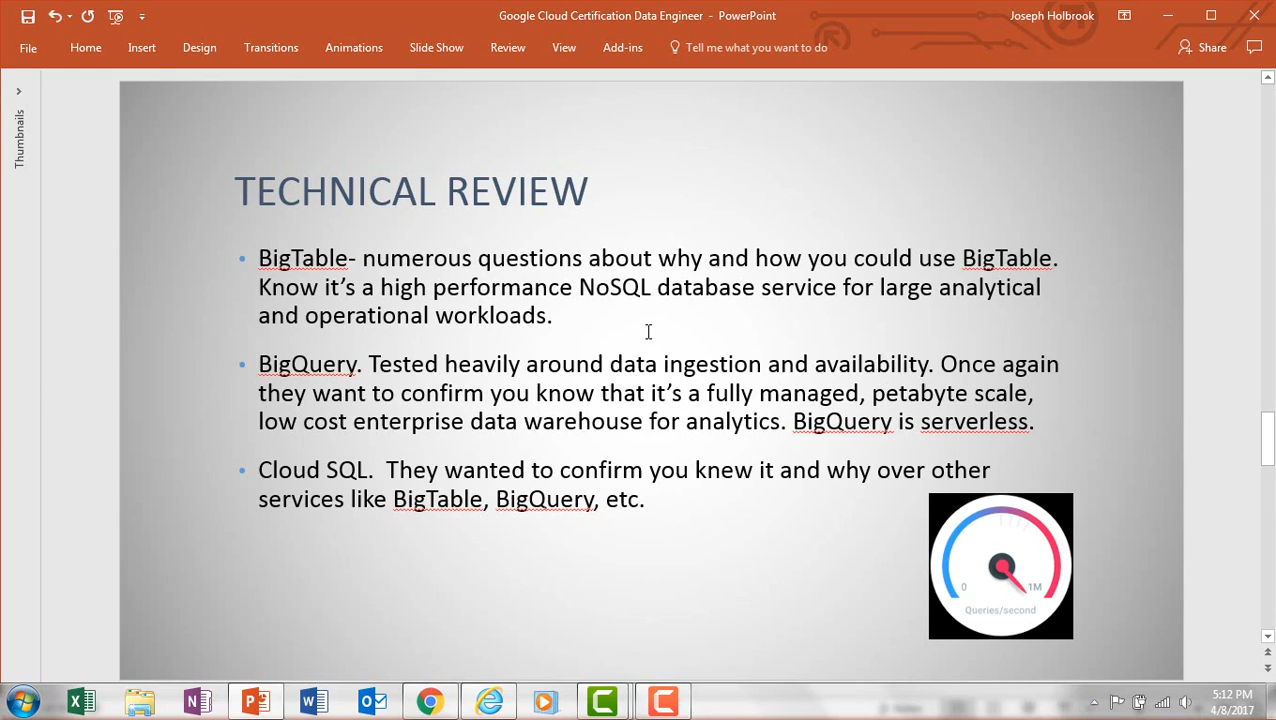 Google Cloud Certification Data Engineer - PowerPoint
Joseph Holbrook
File Home Insert Design Transitions Animations Slide Show Review View Add-ins Tell me what you want to do Share
Thumbnails
TECHNICAL REVIEW
• BigTable- numerous questions about why and how you could use BigTable.
Know it's a high performance NoSQL database service for large analytical
and operational workloads.
• BigQuery. Tested heavily around data ingestion and availability. Once again
they want to confirm you know that it's a fully managed, petabyte scale,
low cost enterprise data warehouse for analytics. BigQuery is serverless.
• Cloud SQL.  They wanted to confirm you knew it and why over other
services like BigTable, BigQuery, etc.
0 1M
Queries/second
5:12 PM
4/8/2017